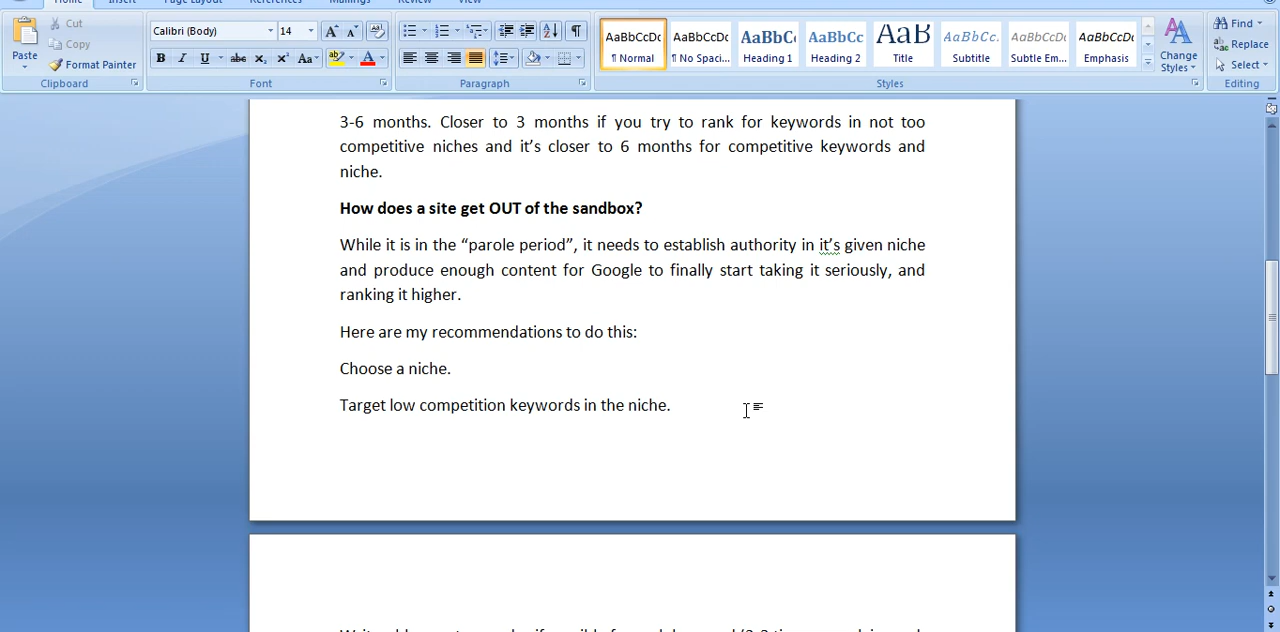 Home Insert Page Layout References Mailings Review View
Cut
Calibri (Body) 14
AaBbCcDc AaBbCcDc AaBbCc AaBbCc AaB AaBbCc. AaBbCcDc AaBbCcDc
Find
Copy
Replace
Paste
Format Painter
B I U abc x₂ x² Aa ab A
¶ Normal ¶ No Spaci... Heading 1 Heading 2 Title Subtitle Subtle Em... Emphasis
Change
Styles
Select
Clipboard Font Paragraph Styles Editing
3-6 months. Closer to 3 months if you try to rank for keywords in not too
competitive niches and it’s closer to 6 months for competitive keywords and
niche.
How does a site get OUT of the sandbox?
While it is in the “parole period”, it needs to establish authority in it’s given niche
and produce enough content for Google to finally start taking it seriously, and
ranking it higher.
Here are my recommendations to do this:
Choose a niche.
Target low competition keywords in the niche.